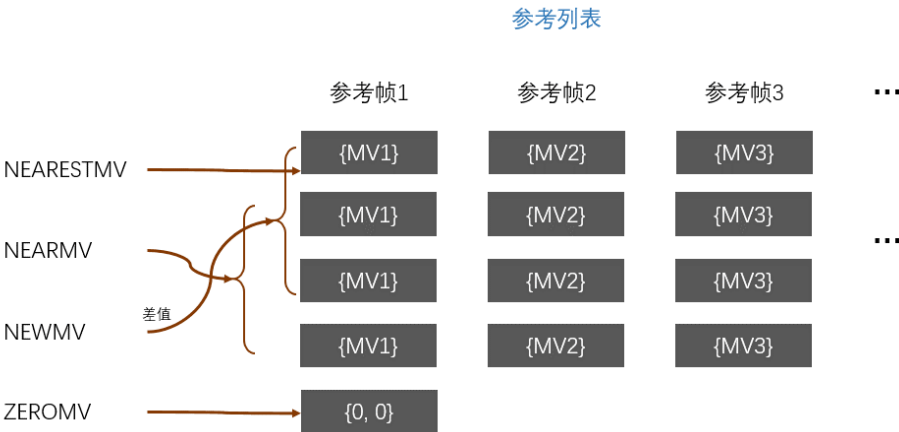 参考列表
参考帧1 参考帧2 参考帧3 ...
{MV1} {MV2} {MV3}
NEARESTMV
{MV1} {MV2} {MV3}
NEARMV
...
{MV1} {MV2} {MV3}
差值
NEWMV
{MV1} {MV2} {MV3}
ZEROMV
{0, 0}